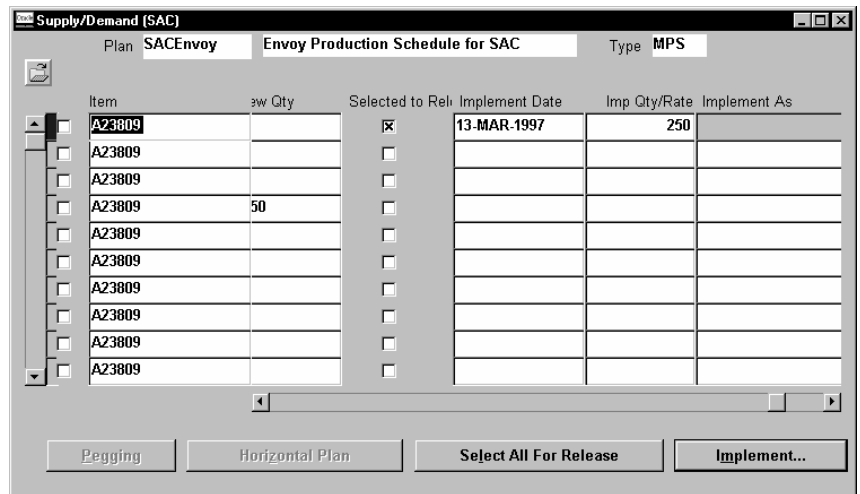 Oracle Supply/Demand (SAC)
Plan SACEnvoy Envoy Production Schedule for SAC Type MPS
Item ew Qty Selected to Rel Implement Date Imp Qty/Rate Implement As
A23809 13-MAR-1997 250
A23809
A23809
A23809 50
A23809
A23809
A23809
A23809
A23809
A23809
Pegging Horizontal Plan Select All For Release Implement...